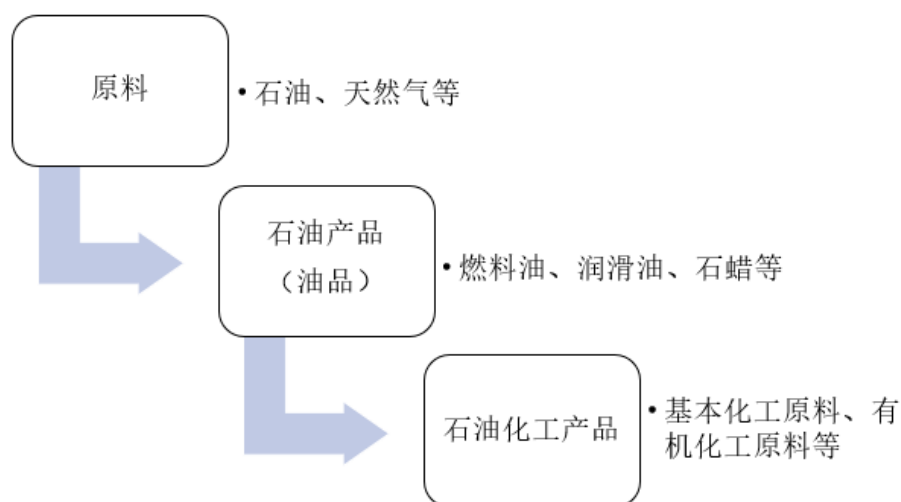 原料
•石油、天然气等
石油产品
（油品）
•燃料油、润滑油、石蜡等
石油化工产品
•基本化工原料、有
机化工原料等